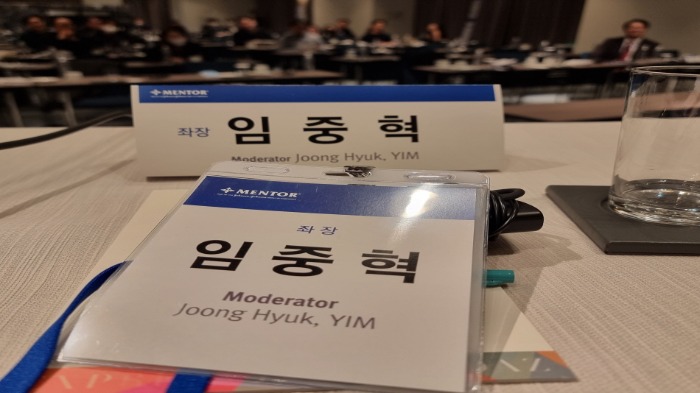 MENTOR
좌장 임중혁
Moderator Joong Hyuk, YIM
MENTOR
좌장
임중혁
Moderator
Joong Hyuk, YIM